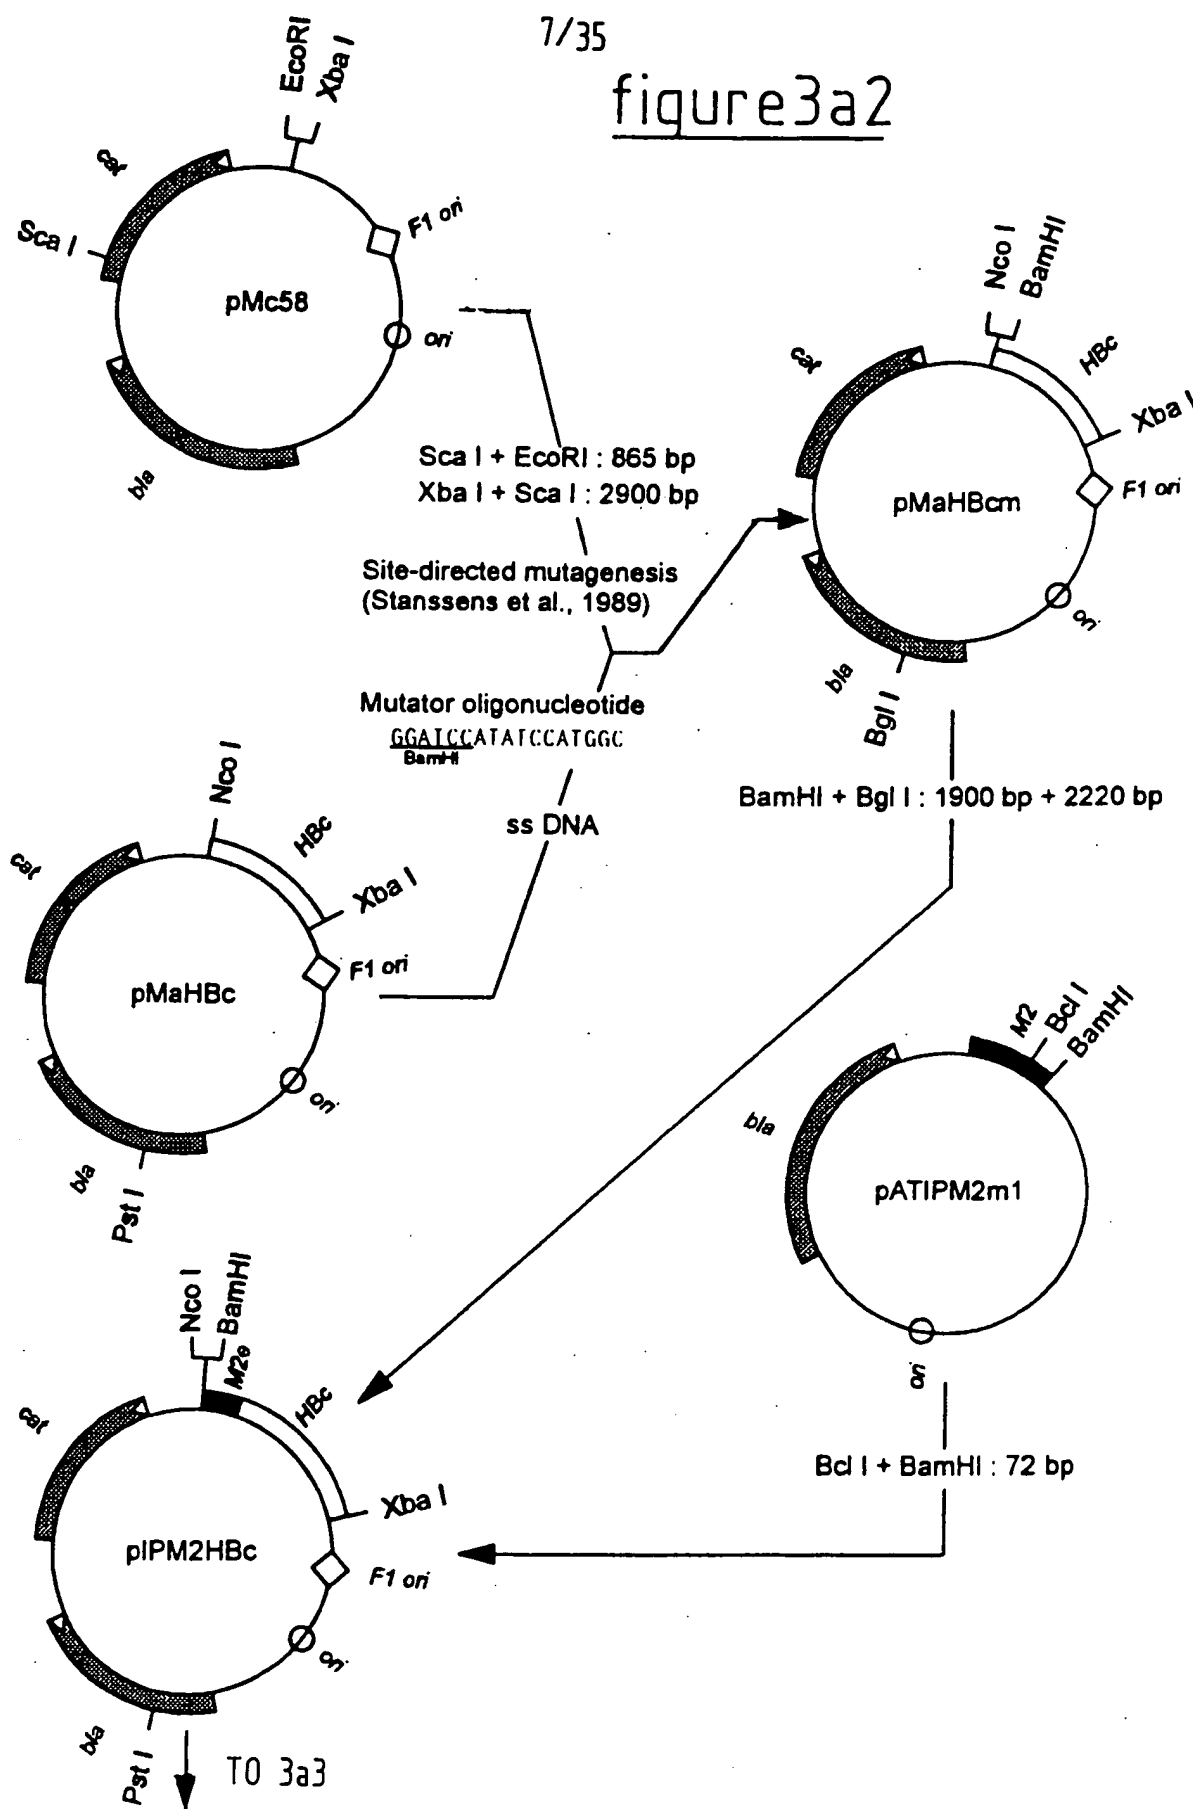 7/35
figure3a2
EcoRI
Xba I
cat
Sca I
F1 ori
pMc58
ori
bla
Sca I + EcoRI : 865 bp
Xba I + Sca I : 2900 bp
Site-directed mutagenesis
(Stanssens et al., 1989)
Mutator oligonucleotide
GGATCCATATCCATGGC
BamHI
ss DNA
Nco I
BamHI
cat
HBc
Xba I
F1 ori
pMaHBcm
ori
bla
Bgl I
BamHI + Bgl I : 1900 bp + 2220 bp
Nco I
cat
HBc
Xba I
F1 ori
pMaHBc
ori
bla
Pst I
M2
Bcl I
BamHI
bla
pATIPM2m1
ori
Bcl I + BamHI : 72 bp
Nco I
BamHI
M2e
HBc
cat
Xba I
pIPM2HBc
F1 ori
ori
bla
Pst I
TO 3a3